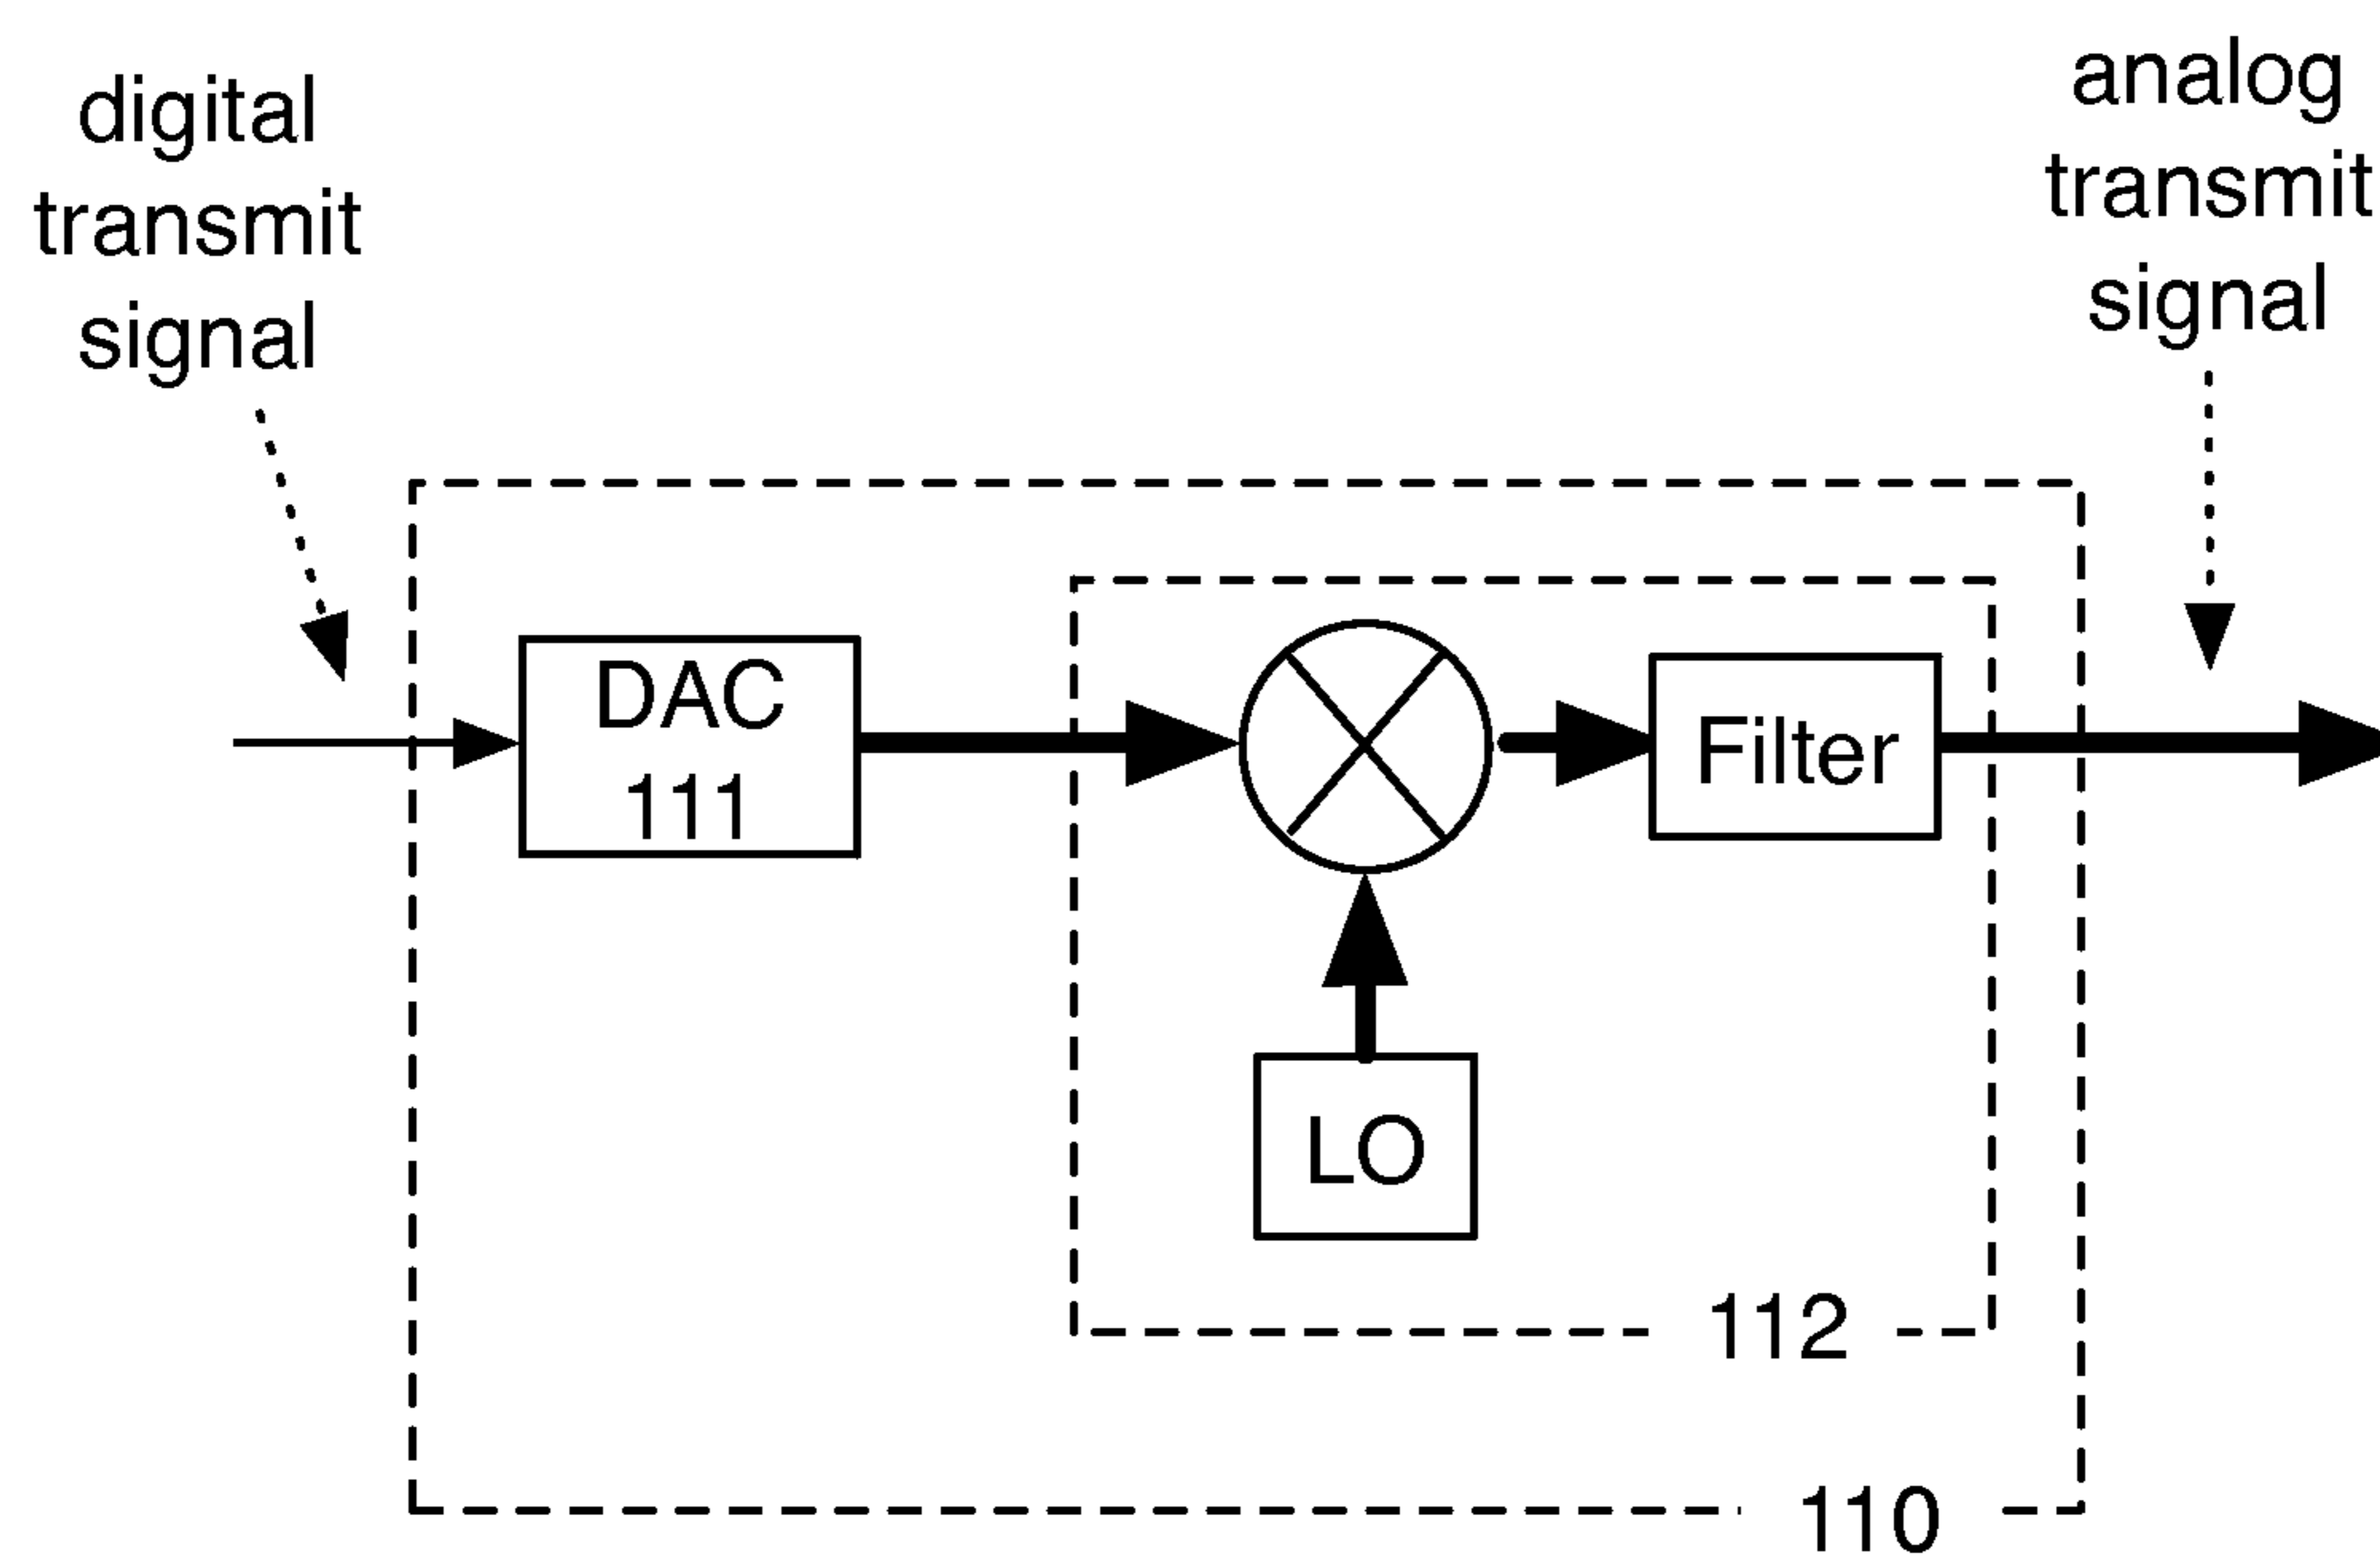 digital
transmit
signal
analog
transmit
signal
DAC
111
Filter
LO
112
110